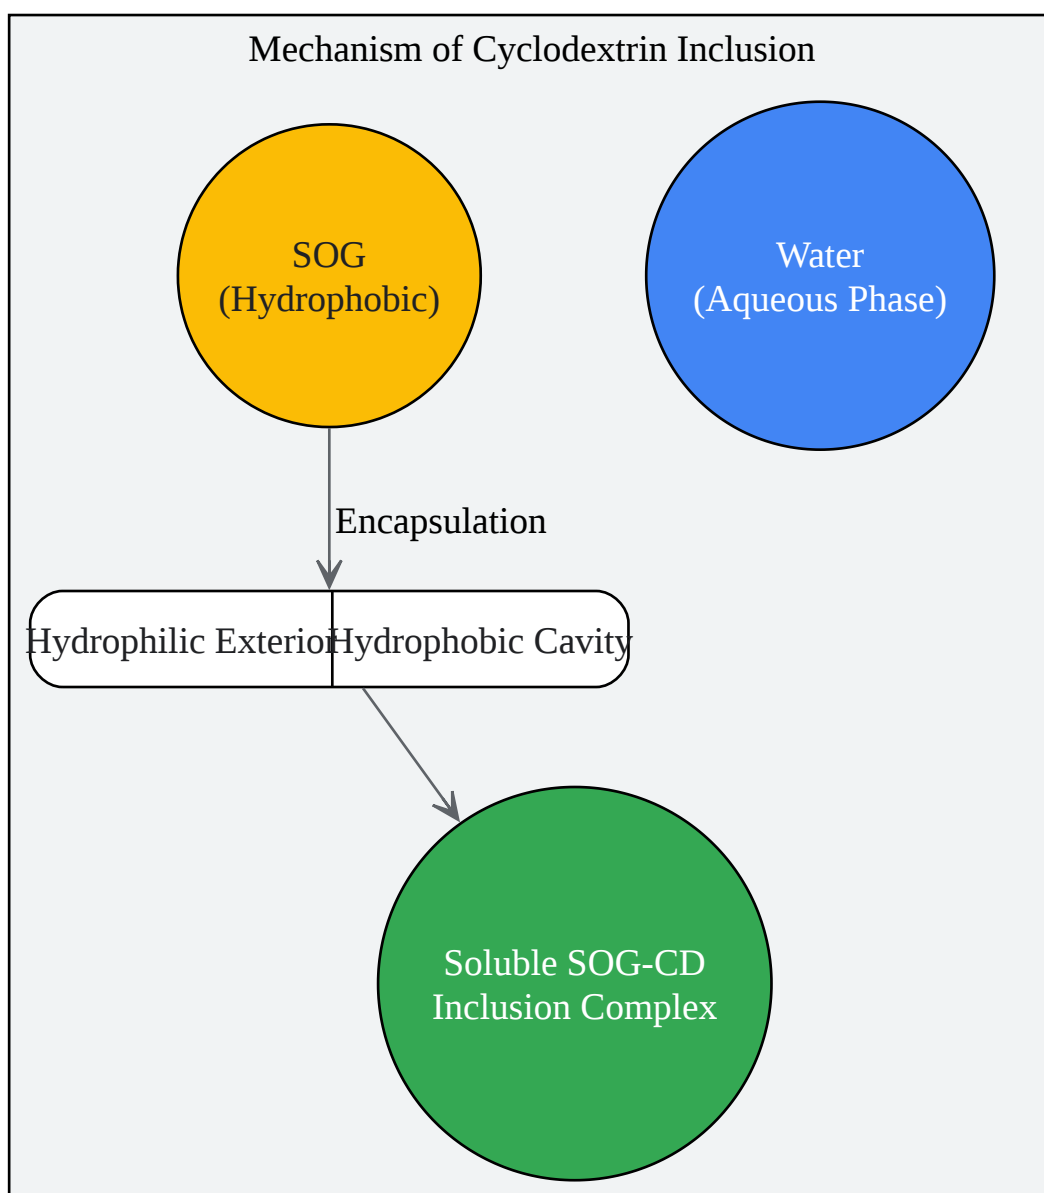 Mechanism of Cyclodextrin Inclusion
SOG
(Hydrophobic)
Water
(Aqueous Phase)
Encapsulation
Hydrophilic Exterior
Hydrophobic Cavity
Soluble SOG-CD
Inclusion Complex